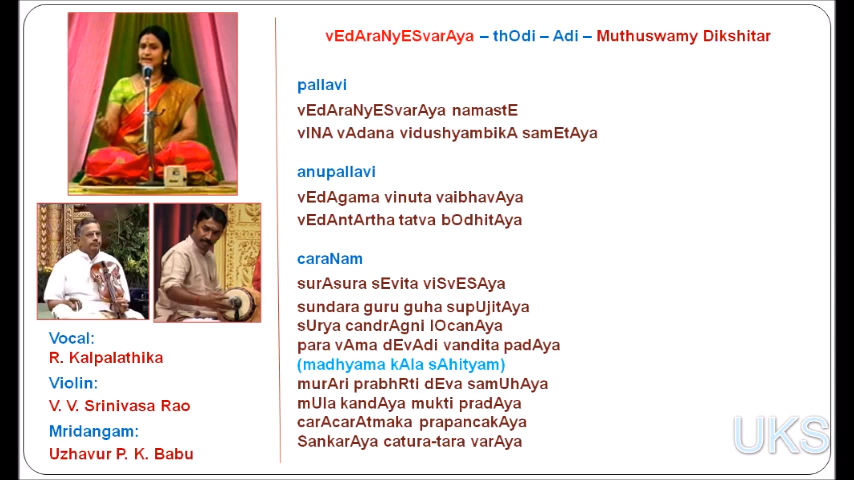 vEdAraNyESvarAya – thOdi – Adi – Muthuswamy Dikshitar
pallavi
vEdAraNyESvarAya namastE
vINA vAdana vidushyambikA samEtAya
anupallavi
vEdAgama vinuta vaibhavAya
vEdAntArtha tatva bOdhitAya
caraNam
surAsura sEvita viSvESAya
sundara guru guha supUjitAya
sUrya candrAgni lOcanAya
para vAma dEvAdi vandita padAya
(madhyama kAla sAhityam)
murAri prabhRti dEva samUhAya
mUla kandAya mukti pradAya
carAcarAtmaka prapancakAya
SankarAya catura-tara varAya
Vocal:
R. Kalpalathika
Violin:
V. V. Srinivasa Rao
Mridangam:
Uzhavur P. K. Babu
UKS